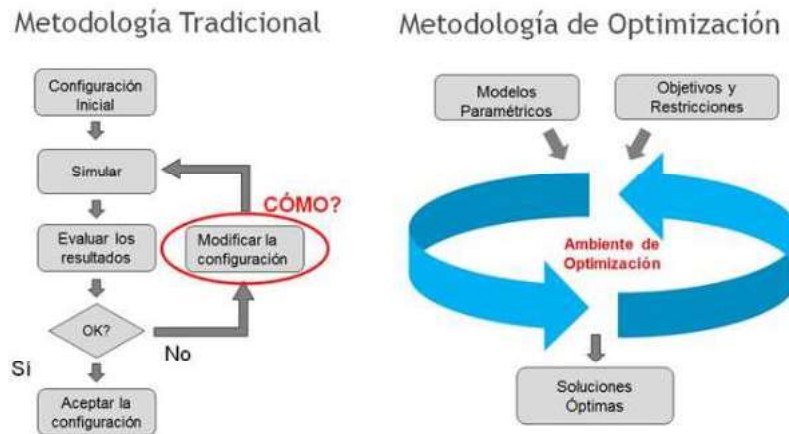 Metodología Tradicional
Configuración
Inicial
Simular
Evaluar los
resultados
CÓMO?
Modificar la
configuración
OK?
No
Si
Aceptar la
configuración
Metodología de Optimización
Modelos
Paramétricos
Objetivos y
Restricciones
Ambiente de
Optimización
Soluciones
Óptimas